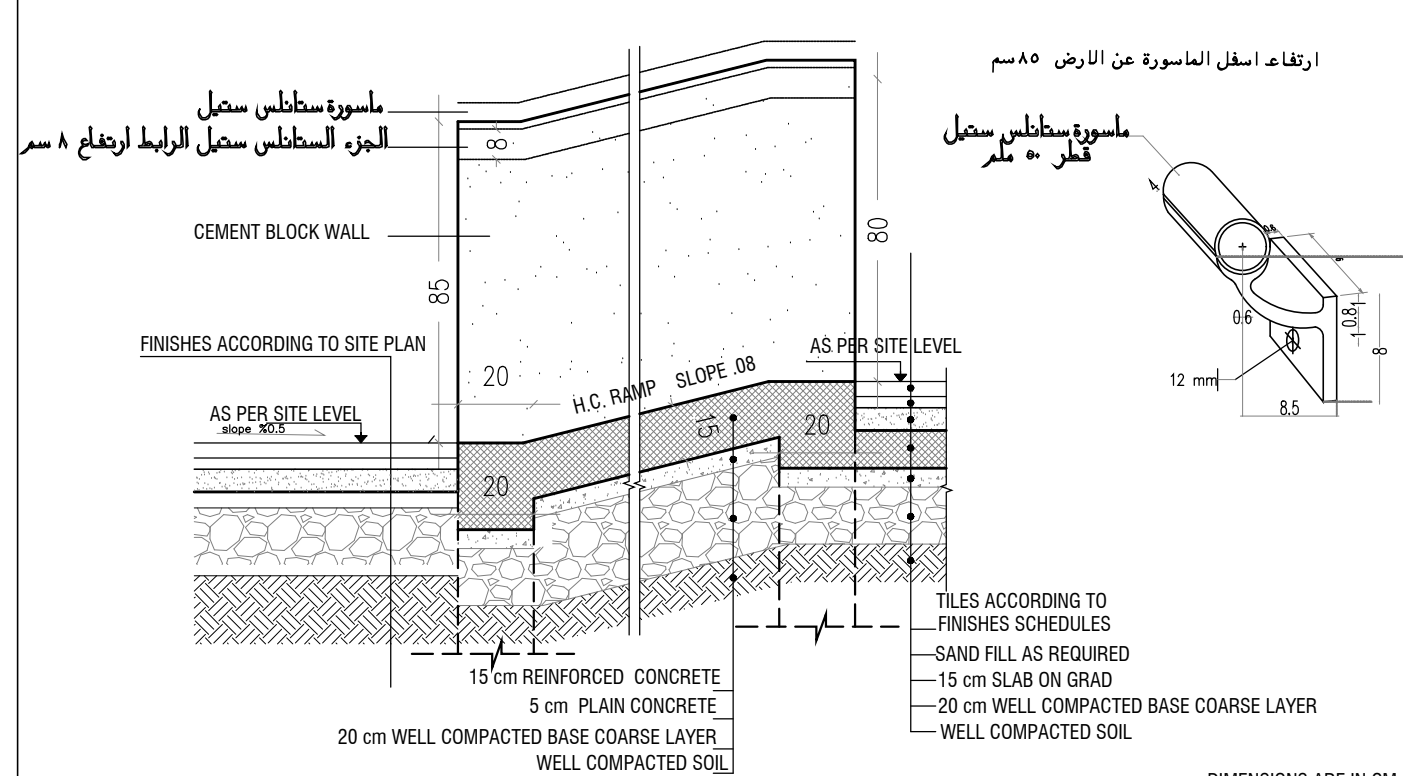 ارتفاعـ اسفل الماسورة عن الارض ٨٥سم
ماسورة ستانلس ستيل
الجزء الستانلس ستيل الرابط ارتفاع ٨ سم
8
ماسورة ستانلس ستيل
قطر ٥٠ ملم
4
CEMENT BLOCK WALL
80
85
0.6
0.8
1
8
12 mm
8.5
FINISHES ACCORDING TO SITE PLAN
AS PER SITE LEVEL
20
H.C. RAMP SLOPE .08
AS PER SITE LEVEL
slope %0.5
15
20
20
TILES ACCORDING TO
FINISHES SCHEDULES
SAND FILL AS REQUIRED
15 cm SLAB ON GRAD
20 cm WELL COMPACTED BASE COARSE LAYER
WELL COMPACTED SOIL
15 cm REINFORCED CONCRETE
5 cm PLAIN CONCRETE
20 cm WELL COMPACTED BASE COARSE LAYER
WELL COMPACTED SOIL